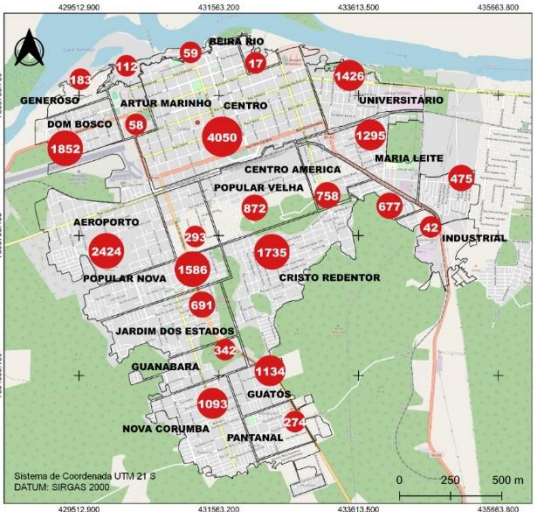 429512.900 431563.200 433613.500 435663.800
BEIRA RIO
59
17
112
183
1426
GENEROSO
ARTUR MARINHO
CENTRO
UNIVERSITÁRIO
DOM BOSCO
58
4050
1295
1852
MARIA LEITE
CENTRO AMERICA
475
POPULAR VELHA
758
872
677
AEROPORTO
42
INDUSTRIAL
293
2424
1586
1735
POPULAR NOVA
CRISTO REDENTOR
691
JARDIM DOS ESTADOS
342
GUANABARA
1134
GUATÓS
1093
NOVA CORUMBA
274
PANTANAL
Sistema de Coordenada UTM 21 S
DATUM: SIRGAS 2000
0 250 500 m
429512.900 431563.200 433613.500 435663.800